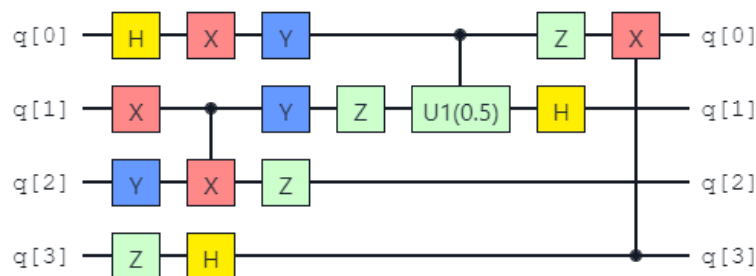 q[0] H X Y Z X q[0]
q[1] X Y Z U1(0.5) H q[1]
q[2] Y X Z q[2]
q[3] Z H q[3]